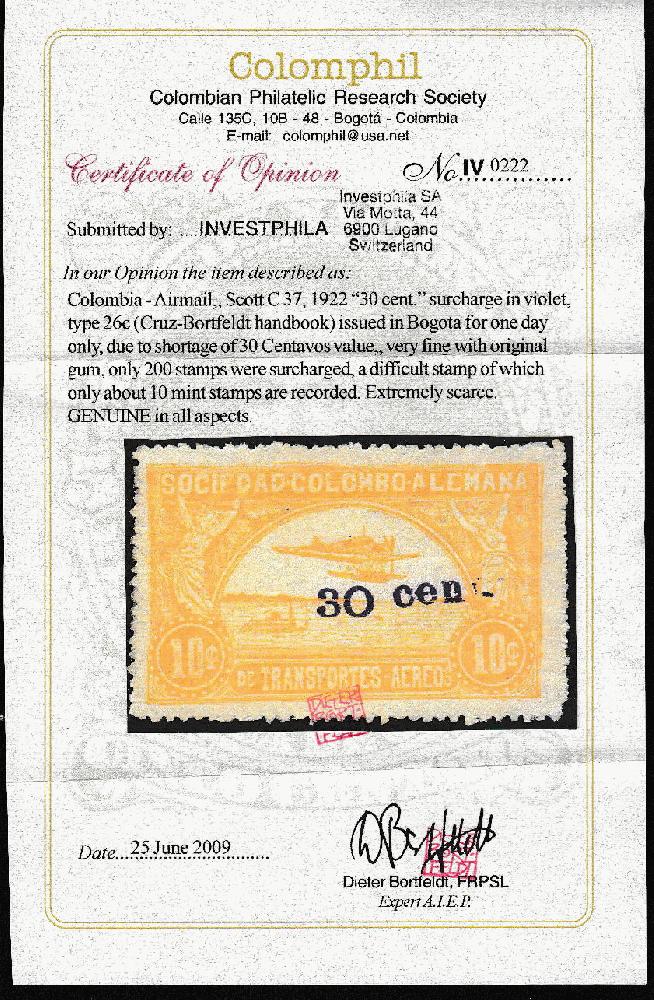 Colomphil
Colombian Philatelic Research Society
Calle 135C, 10B - 48 - Bogotá - Colombia
E-mail: colomphil@usa.net
Certificate of Opinion
No. IV 0222
Investphila SA
Via Motta, 44
Submitted by: ... INVESTPHILA 6900 Lugano
Switzerland
In our Opinion the item described as:
Colombia - Airmail,, Scott C 37, 1922 “30 cent.” surcharge in violet,
type 26c (Cruz-Bortfeldt handbook) issued in Bogota for one day
only, due to shortage of 30 Centavos value,, very fine with original
gum, only 200 stamps were surcharged, a difficult stamp of which
only about 10 mint stamps are recorded. Extremely scarce.
GENUINE in all aspects.
SOCIEDAD COLOMBO ALEMANA
30 cen
10¢ 10¢
DE TRANSPORTES AEREOS
Date... 25 June 2009
Dieter Bortfeldt, FRPSL
Expert A.I.E.P.